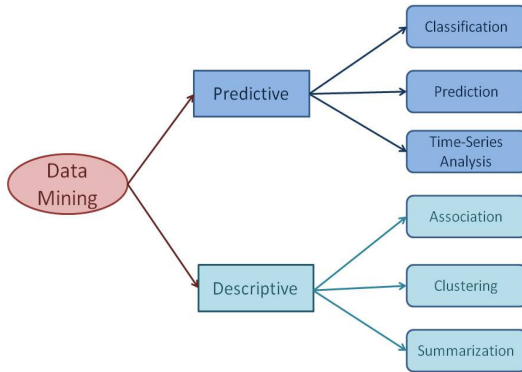 Data
Mining
Predictive
Classification
Prediction
Time-Series
Analysis
Descriptive
Association
Clustering
Summarization